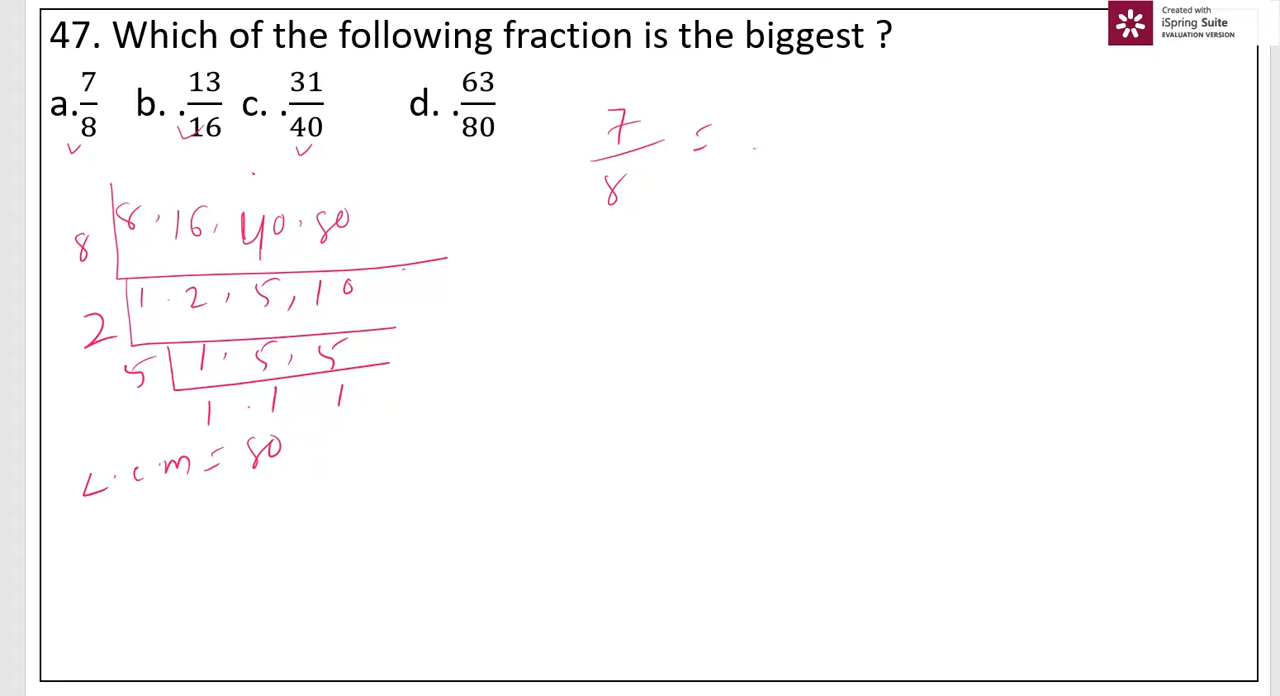 Created with
iSpring Suite
EVALUATION VERSION
47. Which of the following fraction is the biggest ?
a. 7/8 b. . 13/16 c. . 31/40 d. . 63/80
7/8 =
8 | 8, 16, 40, 80
2 | 1. 2, 5, 10
5 | 1, 5, 5
1. 1 1
L.C.M = 80